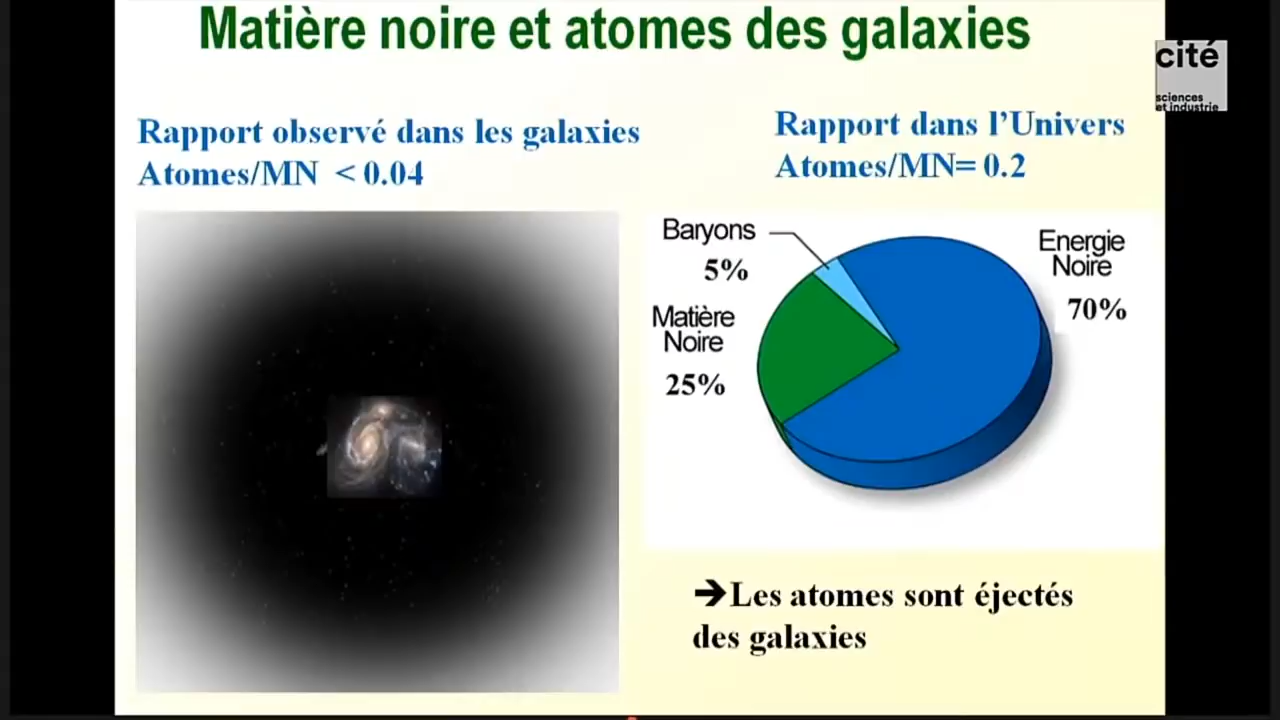 Matière noire et atomes des galaxies
cité
sciences
et industrie
Rapport observé dans les galaxies
Atomes/MN < 0.04
Rapport dans l’Univers
Atomes/MN= 0.2
Baryons
5%
Energie
Noire
70%
Matière
Noire
25%
➔Les atomes sont éjectés
des galaxies